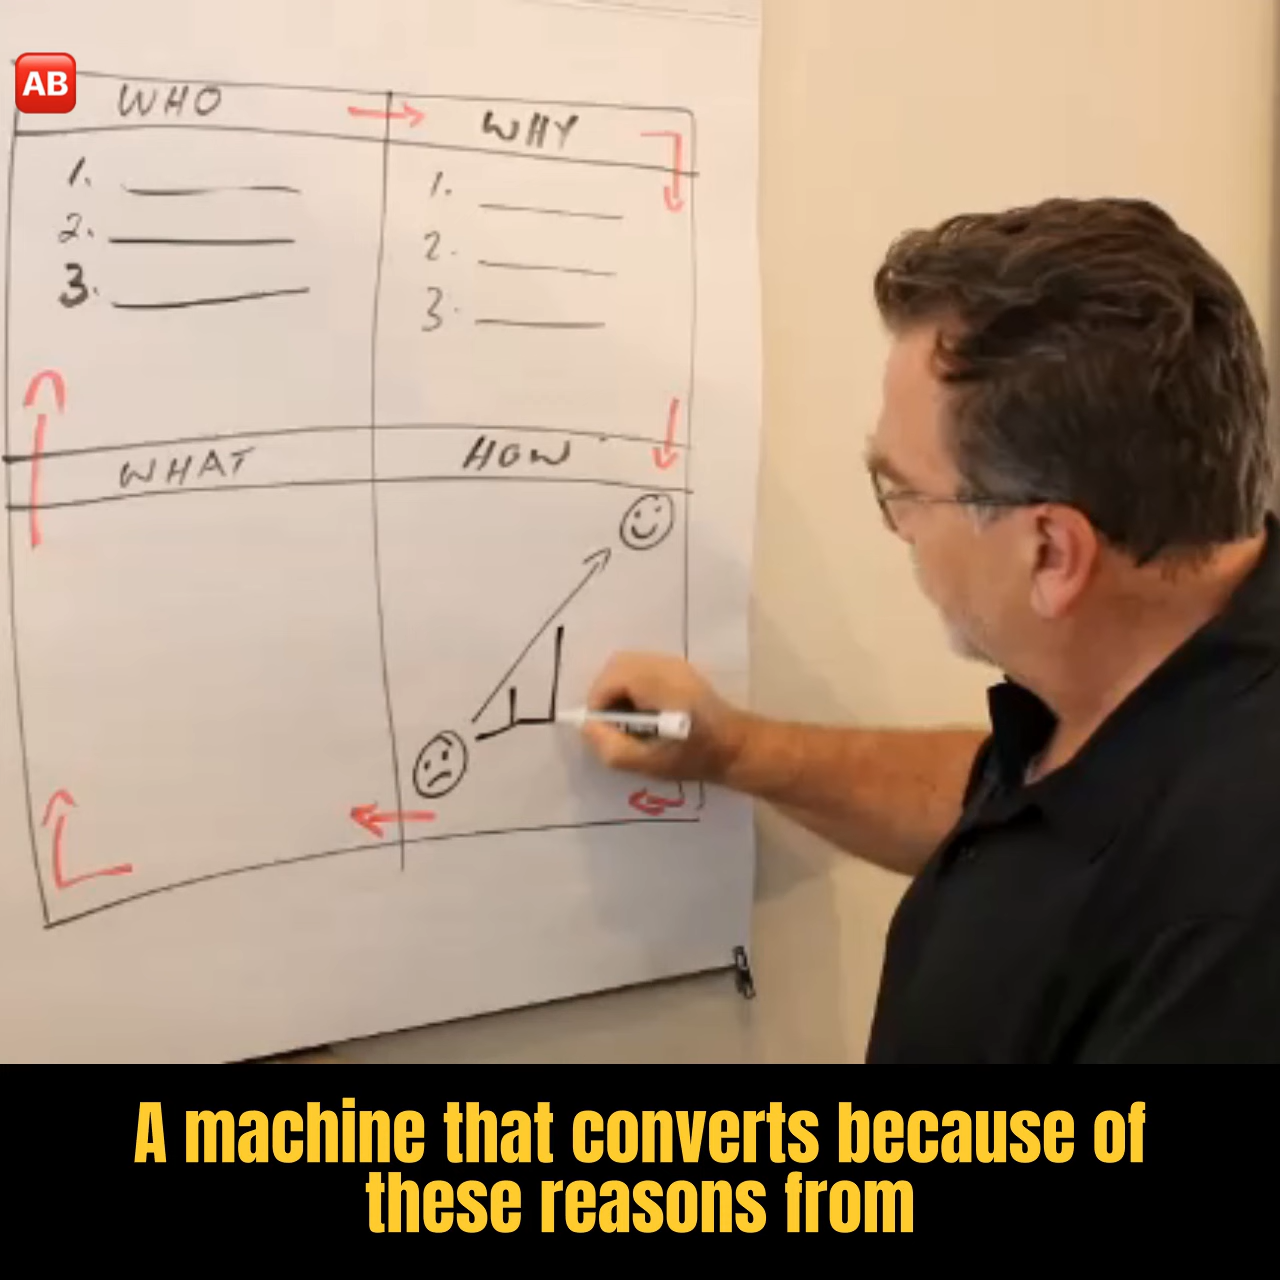 AB
WHO
WHY
1.
2.
3.
1.
2.
3.
WHAT
HOW
A machine that converts because of
these reasons from